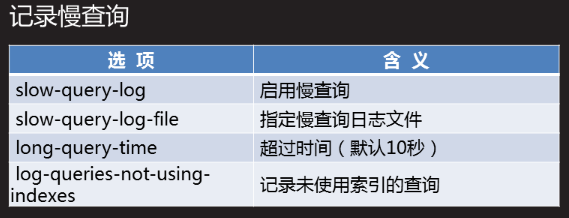 记录慢查询
选 项 含 义
slow-query-log 启用慢查询
slow-query-log-file 指定慢查询日志文件
long-query-time 超过时间（默认10秒）
log-queries-not-using-
indexes 记录未使用索引的查询